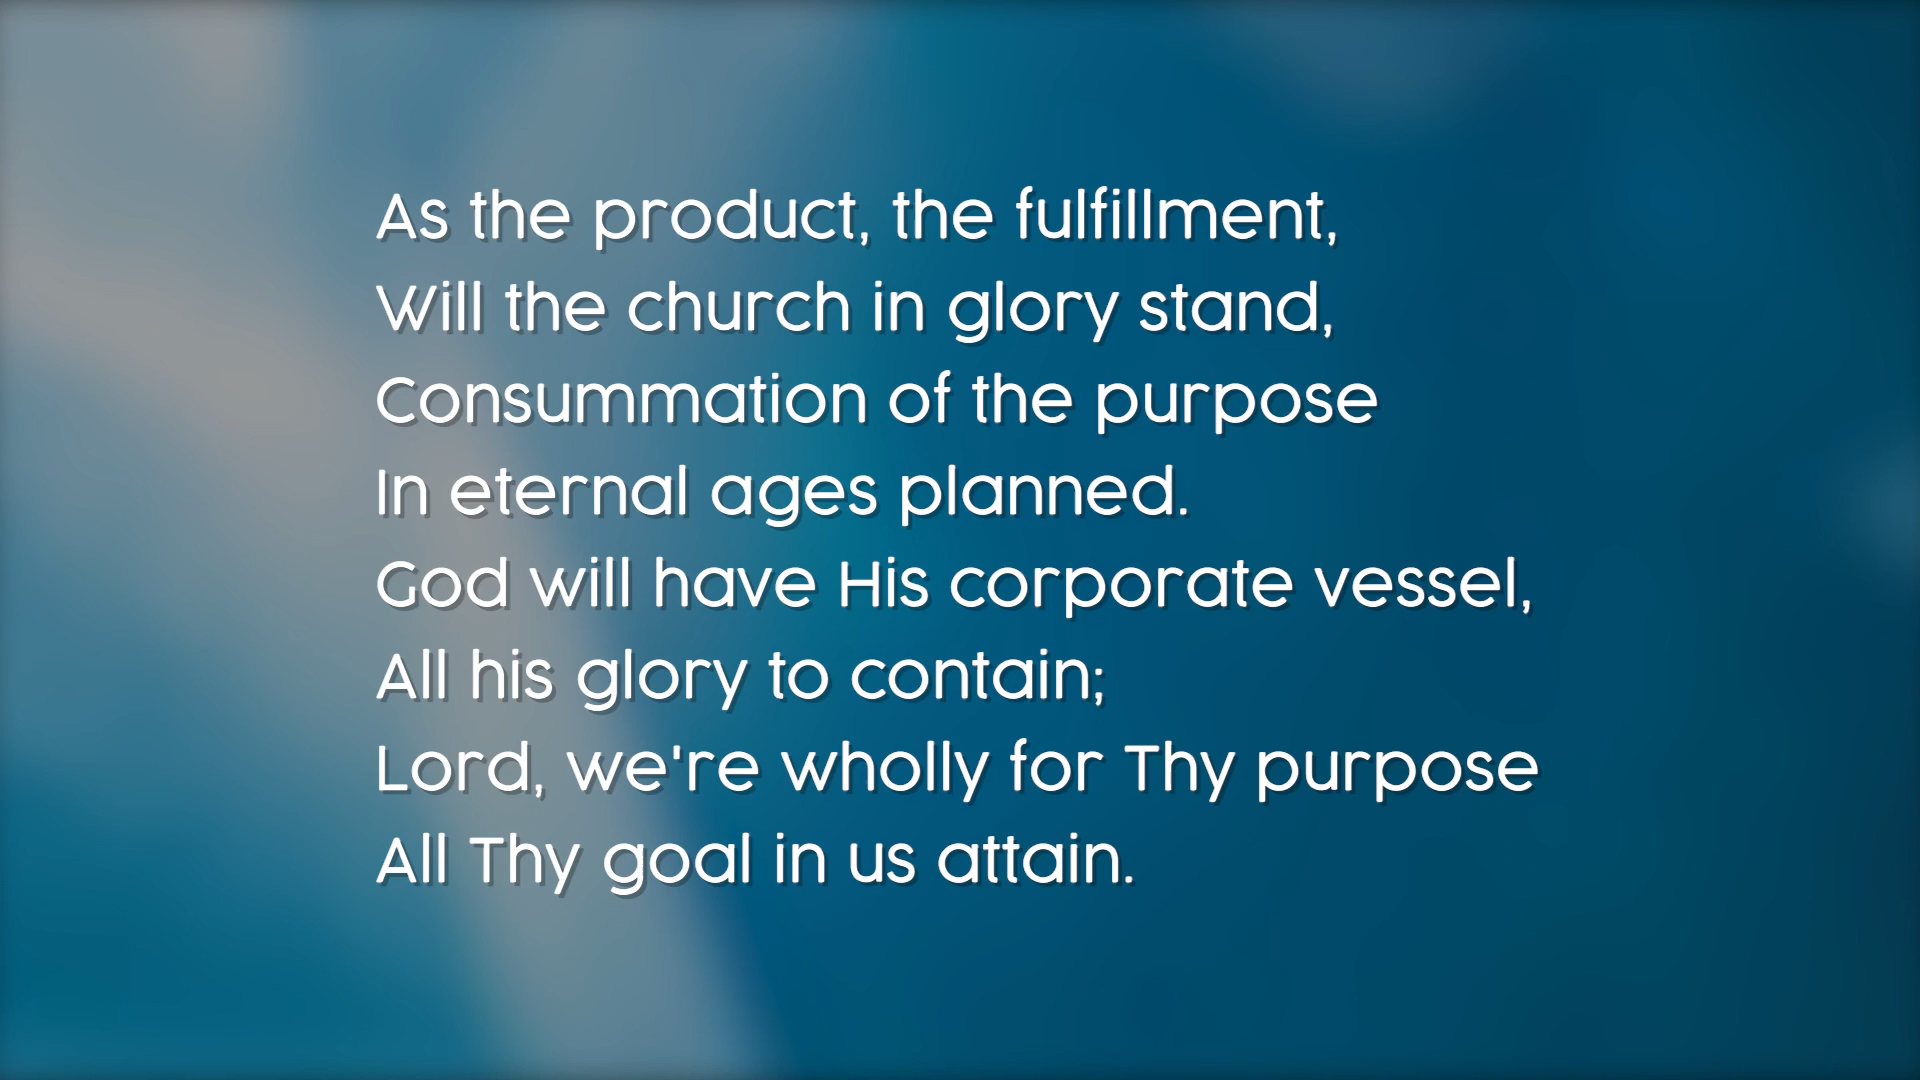 As the product, the fulfillment,
Will the church in glory stand,
Consummation of the purpose
In eternal ages planned.
God will have His corporate vessel,
All his glory to contain;
Lord, we're wholly for Thy purpose
All Thy goal in us attain.